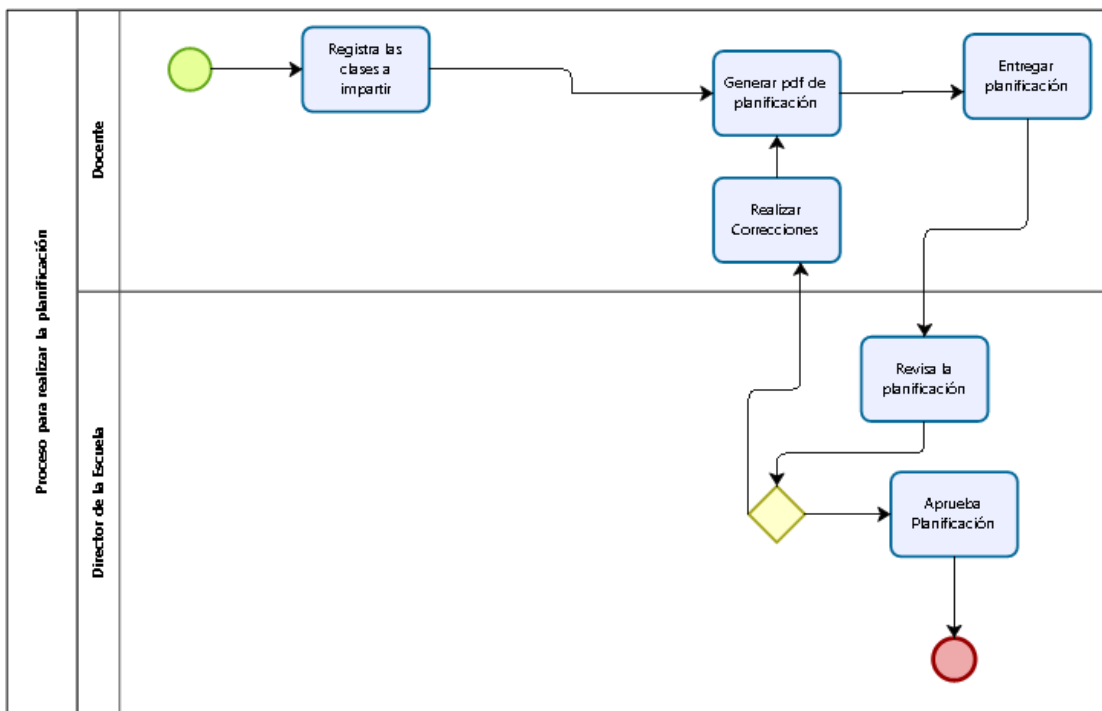 Proceso para realizar la planificación
Docente
Registra las
clases a
impartir
Generar pdf de
planificación
Entregar
planificación
Realizar
Correcciones
Director de la Escuela
Revisa la
planificación
Aprueba
Planificación